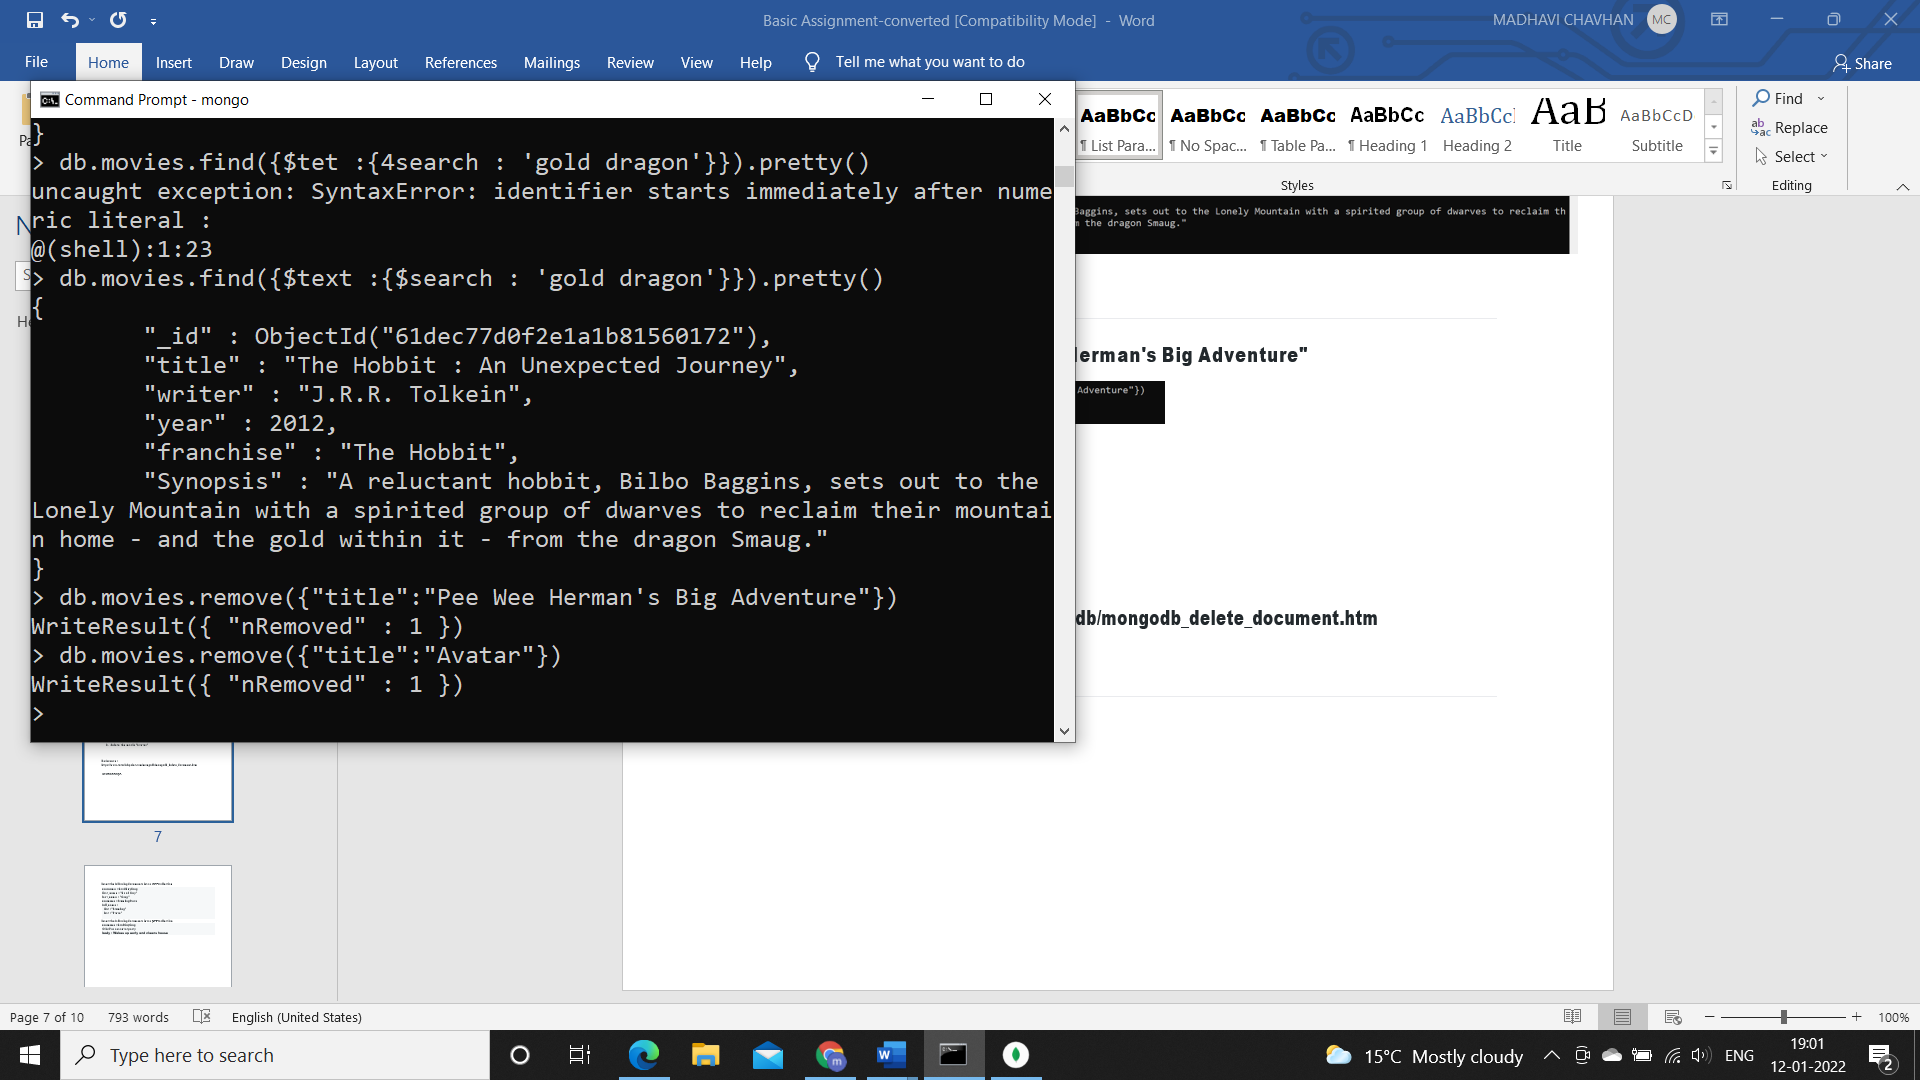 Basic Assignment-converted [Compatibility Mode] - Word
MADHAVI CHAVHAN MC
File Home Insert Draw Design Layout References Mailings Review View Help Tell me what you want to do Share
Command Prompt - mongo
}
> db.movies.find({$tet :{4search : 'gold dragon'}}).pretty()
uncaught exception: SyntaxError: identifier starts immediately after nume
ric literal :
@(shell):1:23
> db.movies.find({$text :{$search : 'gold dragon'}}).pretty()
{
"_id" : ObjectId("61dec77d0f2e1a1b81560172"),
"title" : "The Hobbit : An Unexpected Journey",
"writer" : "J.R.R. Tolkein",
"year" : 2012,
"franchise" : "The Hobbit",
"Synopsis" : "A reluctant hobbit, Bilbo Baggins, sets out to the
Lonely Mountain with a spirited group of dwarves to reclaim their mountai
n home - and the gold within it - from the dragon Smaug."
}
> db.movies.remove({"title":"Pee Wee Herman's Big Adventure"})
WriteResult({ "nRemoved" : 1 })
> db.movies.remove({"title":"Avatar"})
WriteResult({ "nRemoved" : 1 })
>
AaBbCc AaBbCc AaBbCc AaBbCc AaBbCc AaB AaBbCcD
¶ List Para... ¶ No Spac... ¶ Table Pa... ¶ Heading 1 Heading 2 Title Subtitle
Styles
Find
Replace
Select
Editing
Baggins, sets out to the Lonely Mountain with a spirited group of dwarves to reclaim th
m the dragon Smaug."
Herman's Big Adventure"
Adventure"})
db/mongodb_delete_document.htm
7
Page 7 of 10 793 words English (United States) 100%
Type here to search
15°C Mostly cloudy ENG
19:01
12-01-2022
2